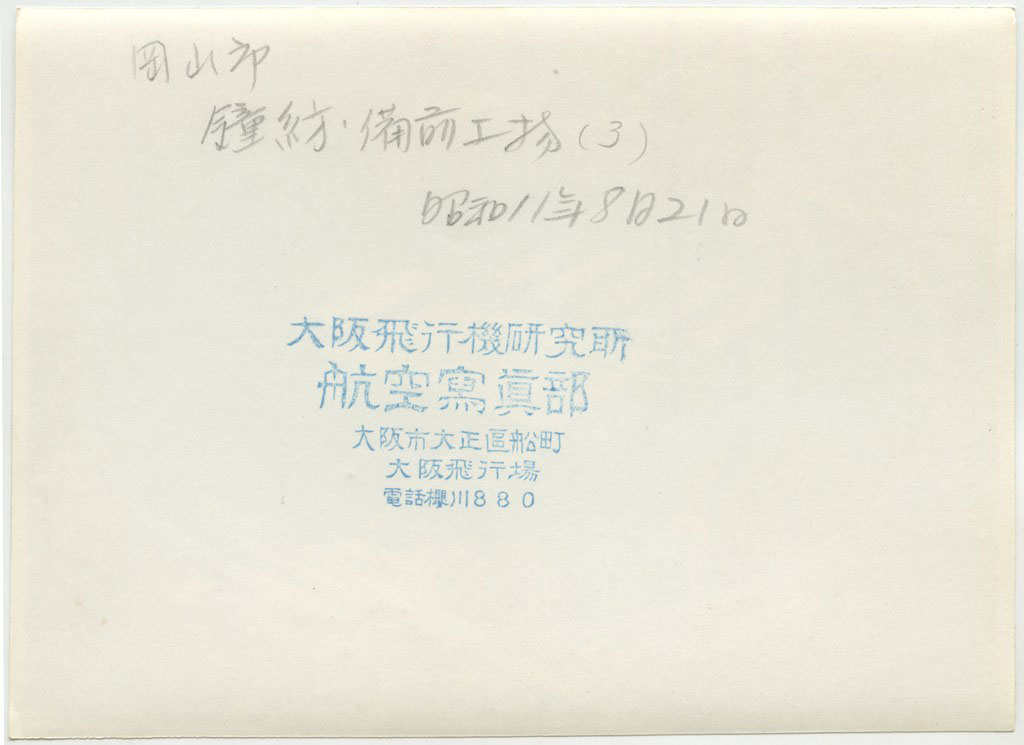 岡山市
鐘紡・備前工場(3)
昭和11年8月21日
大阪飛行機研究所
航空寫眞部
大阪市大正區船町
大阪飛行場
電話櫻川880